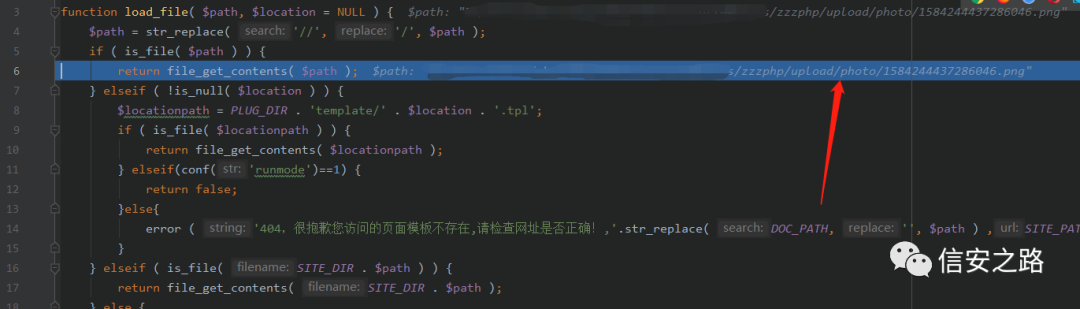 3 function load_file( $path, $location = NULL ) { $path: " s/zzzphp/upload/photo/1584244437286046.png"
4 $path = str_replace( search: '//', replace: '/', $path );
5 if ( is_file( $path ) ) {
6 return file_get_contents( $path ); $path: s/zzzphp/upload/photo/1584244437286046.png"
7 } elseif ( !is_null( $location ) ) {
8 $locationpath = PLUG_DIR . 'template/' . $location . '.tpl';
9 if ( is_file( $locationpath ) ) {
10 return file_get_contents( $locationpath );
11 } elseif(conf( str: 'runmode')==1) {
12 return false;
13 }else{
14 error ( string: '404，很抱歉您访问的页面模板不存在,请检查网址是否正确！,'.str_replace( search: DOC_PATH, replace: '', $path ) , url: SITE_PAT
15 }
16 } elseif ( is_file( filename: SITE_DIR . $path ) ) {
17 return file_get_contents( filename: SITE_DIR . $path );
18 } else {
信安之路